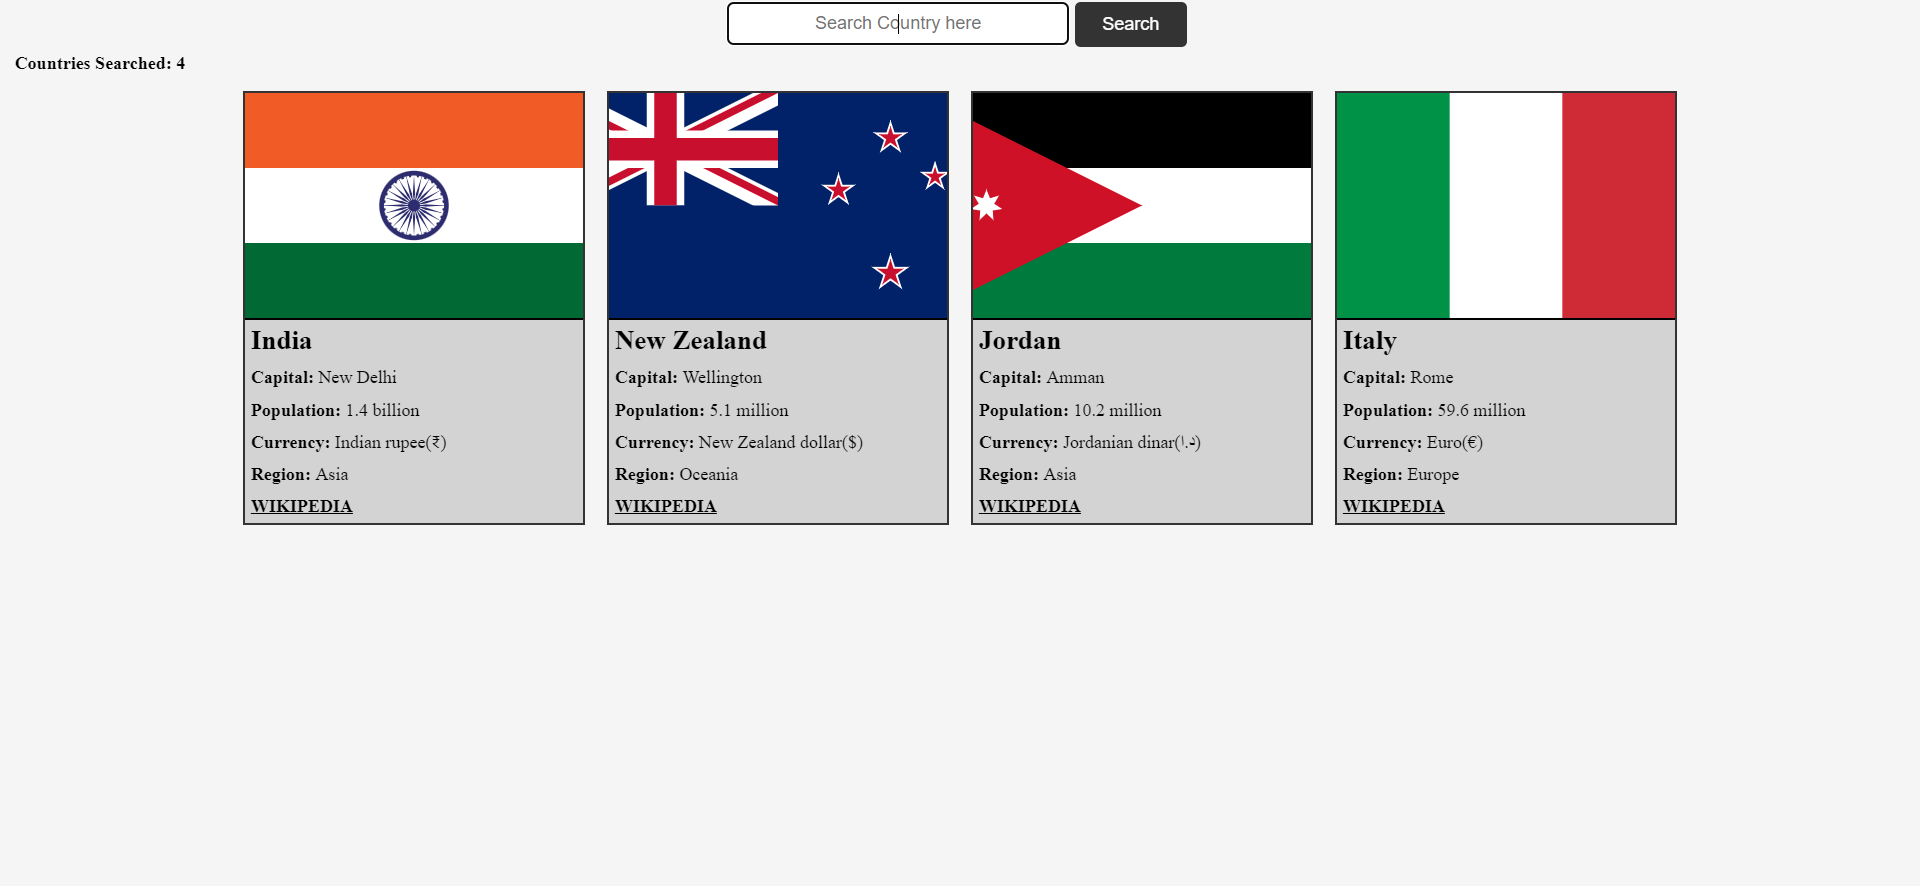 Search Country here
Search
Countries Searched: 4
India
Capital: New Delhi
Population: 1.4 billion
Currency: Indian rupee(₹)
Region: Asia
WIKIPEDIA
New Zealand
Capital: Wellington
Population: 5.1 million
Currency: New Zealand dollar($)
Region: Oceania
WIKIPEDIA
Jordan
Capital: Amman
Population: 10.2 million
Currency: Jordanian dinar(د.ا)
Region: Asia
WIKIPEDIA
Italy
Capital: Rome
Population: 59.6 million
Currency: Euro(€)
Region: Europe
WIKIPEDIA